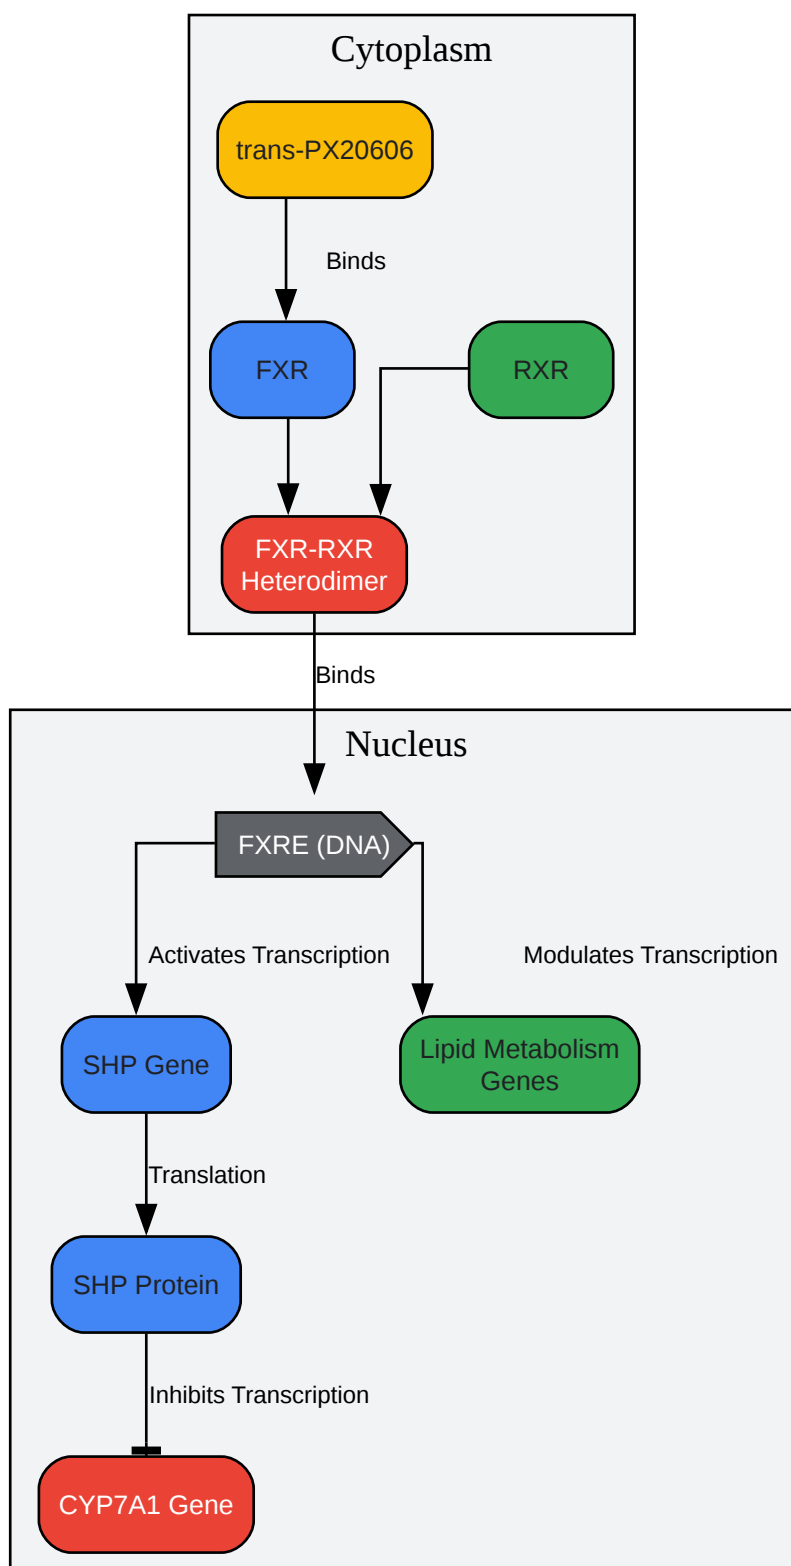 Cytoplasm
trans-PX20606
Binds
FXR
RXR
FXR-RXR
Heterodimer
Binds
Nucleus
FXRE (DNA)
Activates Transcription
Modulates Transcription
SHP Gene
Lipid Metabolism
Genes
Translation
SHP Protein
Inhibits Transcription
CYP7A1 Gene